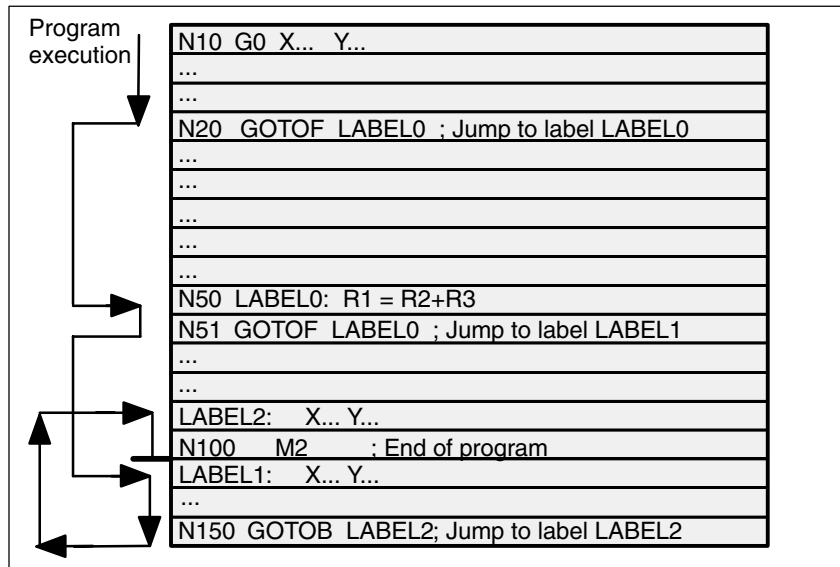 Program
execution
N10 G0 X... Y...
...
...
N20 GOTOF LABEL0 ; Jump to label LABEL0
...
...
...
...
...
N50 LABEL0: R1 = R2+R3
N51 GOTOF LABEL0 ; Jump to label LABEL1
...
...
LABEL2: X... Y...
N100 M2 ; End of program
LABEL1: X... Y...
...
N150 GOTOB LABEL2; Jump to label LABEL2